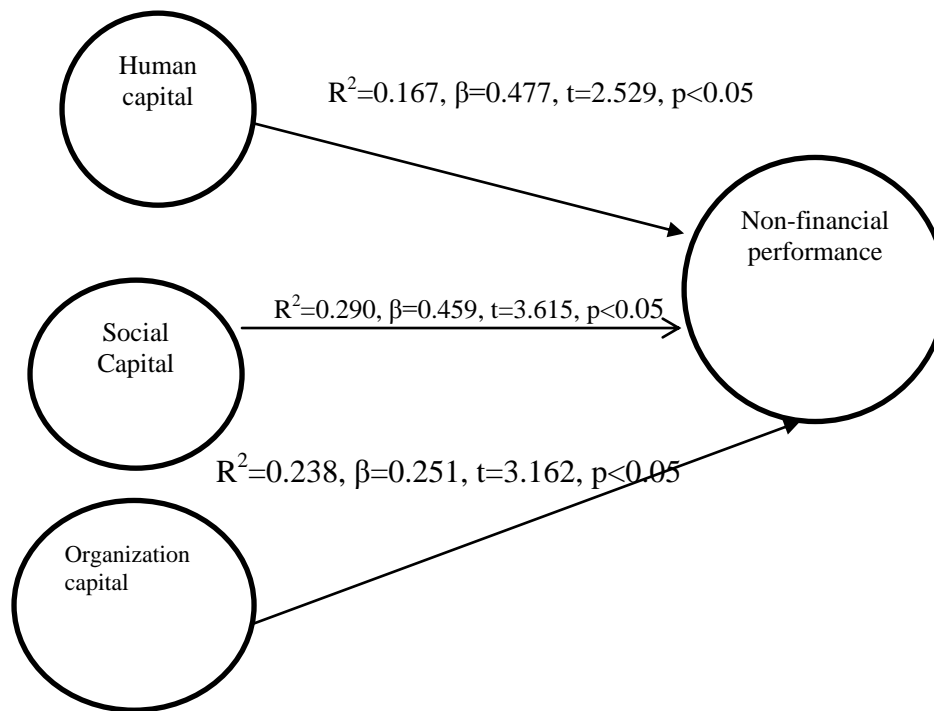 Human
capital
R²=0.167, β=0.477, t=2.529, p<0.05
Non-financial
performance
R²=0.290, β=0.459, t=3.615, p<0.05
Social
Capital
R²=0.238, β=0.251, t=3.162, p<0.05
Organization
capital